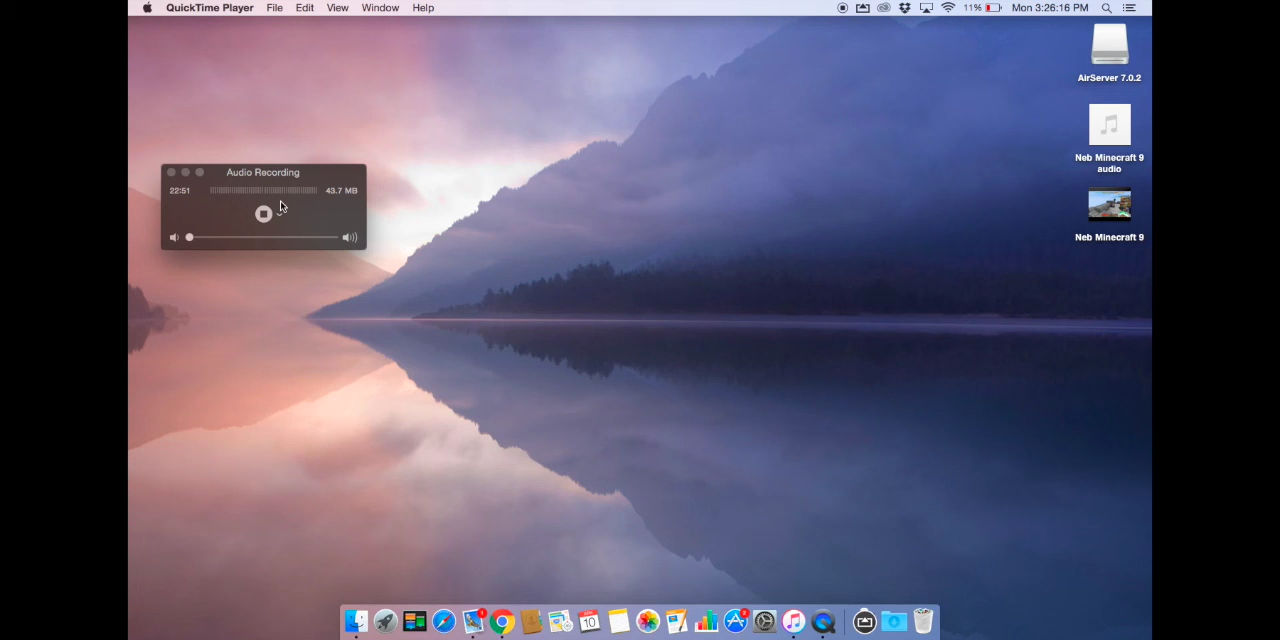 QuickTime Player File Edit View Window Help 11% Mon 3:26:16 PM
AirServer 7.0.2
Neb Minecraft 9
audio
Neb Minecraft 9
Audio Recording
22:51 43.7 MB
10